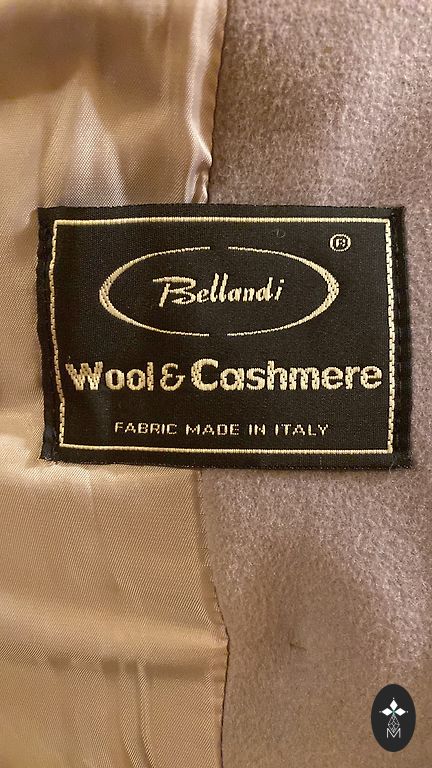 ®
Bellandi
Wool & Cashmere
FABRIC MADE IN ITALY
M